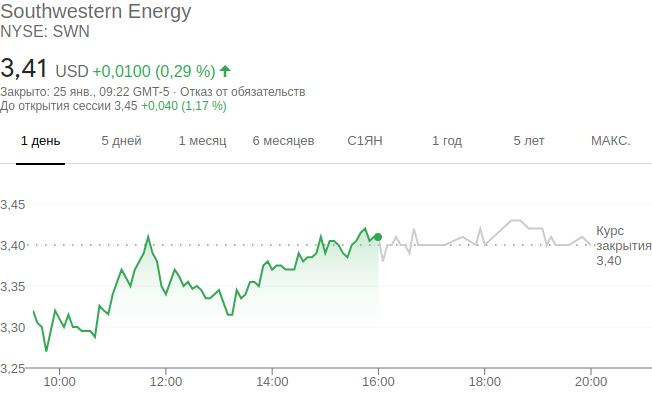 Southwestern Energy
NYSE: SWN
3,41 USD +0,0100 (0,29 %)
Закрыто: 25 янв., 09:22 GMT-5 · Отказ от обязательств
До открытия сессии 3,45 +0,040 (1,17 %)
1 день 5 дней 1 месяц 6 месяцев С1ЯН 1 год 5 лет МАКС.
3,45
3,40
3,35
3,30
3,25
Курс
закрытия
3,40
10:00 12:00 14:00 16:00 18:00 20:00